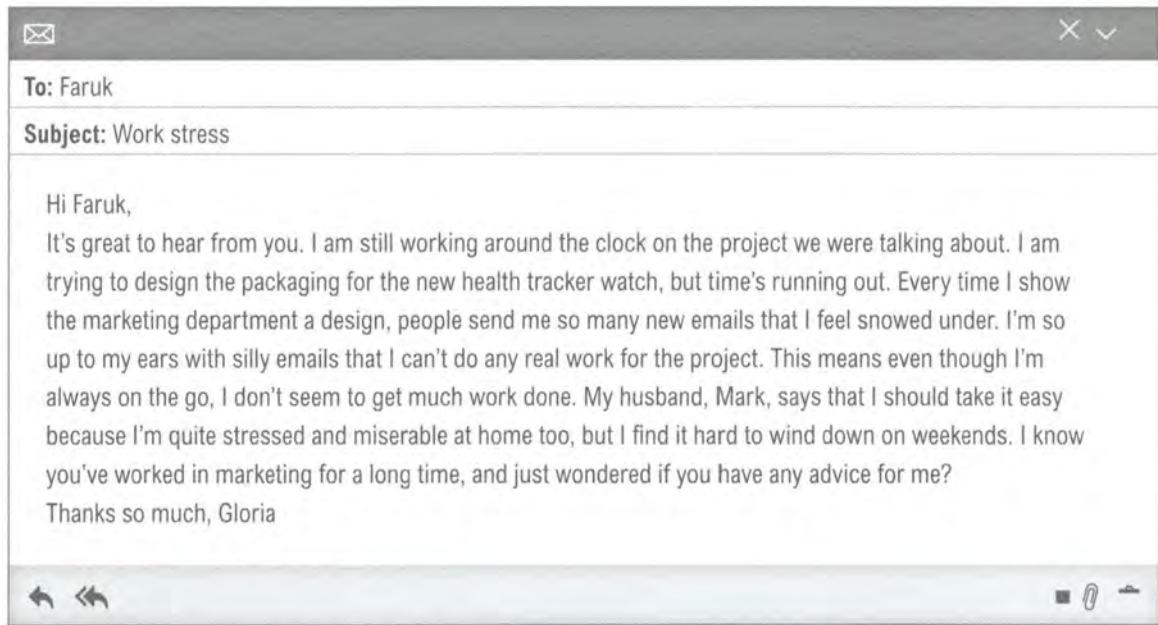 To: Faruk
Subject: Work stress
Hi Faruk,
It's great to hear from you. I am still working around the clock on the project we were talking about. I am
trying to design the packaging for the new health tracker watch, but time's running out. Every time I show
the marketing department a design, people send me so many new emails that I feel snowed under. I'm so
up to my ears with silly emails that I can't do any real work for the project. This means even though I'm
always on the go, I don't seem to get much work done. My husband, Mark, says that I should take it easy
because I'm quite stressed and miserable at home too, but I find it hard to wind down on weekends. I know
you've worked in marketing for a long time, and just wondered if you have any advice for me?
Thanks so much, Gloria